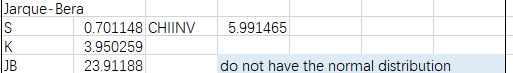 Jarque-Bera
S 0.701148 CHIINV 5.991465
K 3.950259
JB 23.91188 do not have the normal distribution